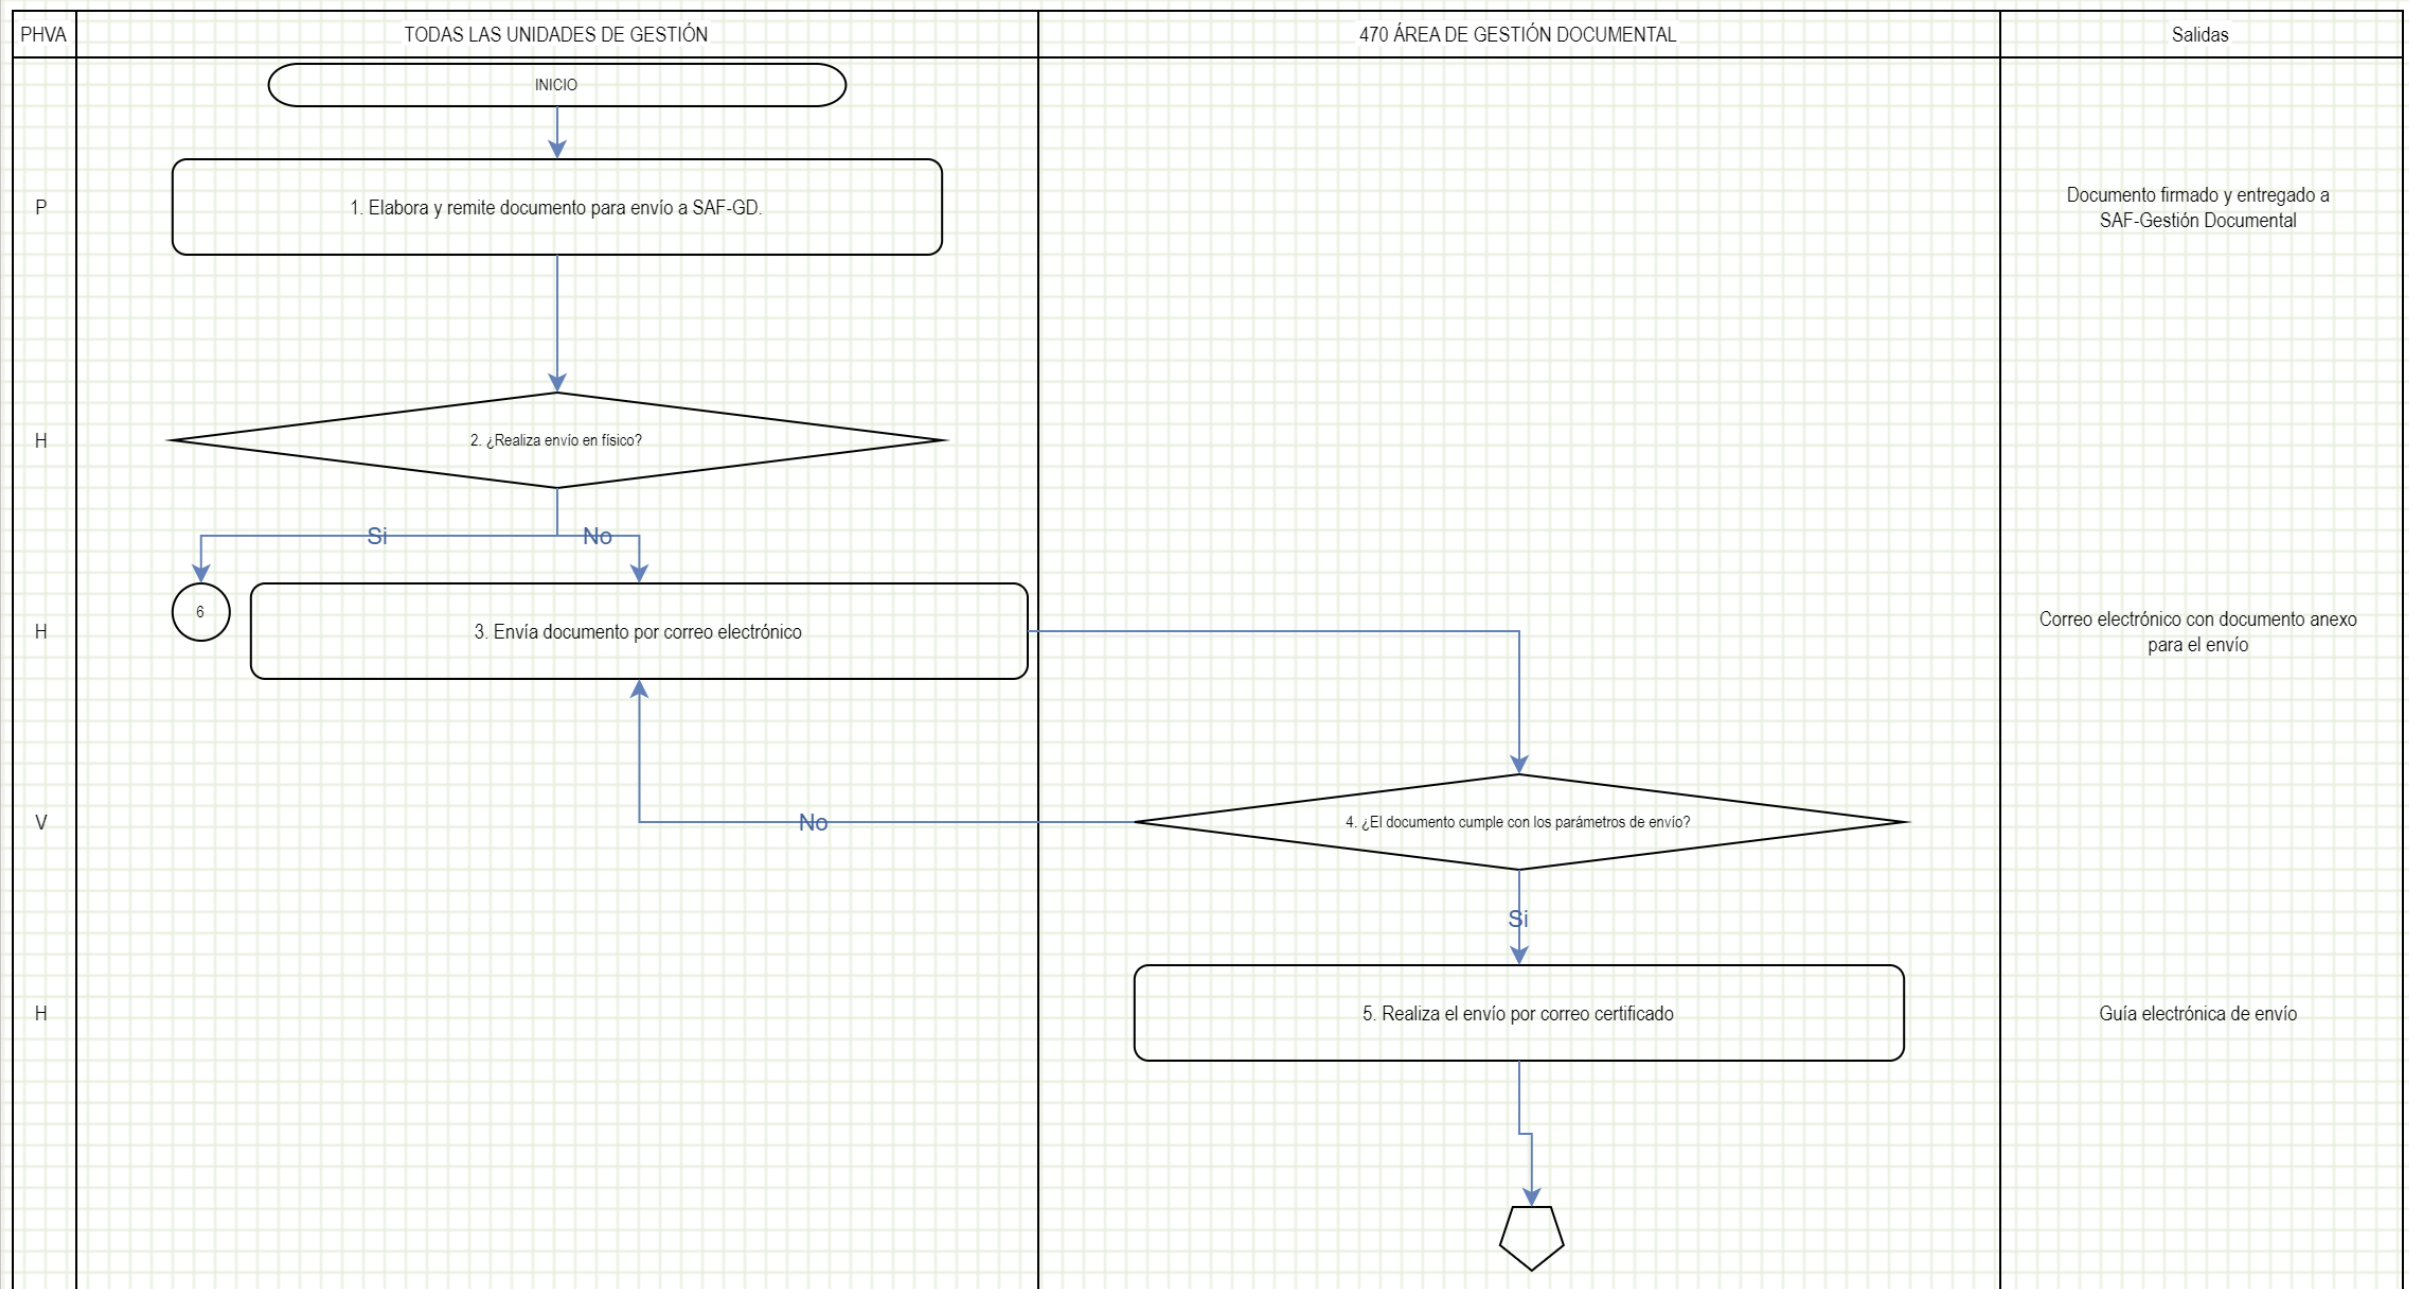 PHVA
TODAS LAS UNIDADES DE GESTIÓN
470 ÁREA DE GESTIÓN DOCUMENTAL
Salidas
INICIO
P
1. Elabora y remite documento para envío a SAF-GD.
Documento firmado y entregado a
SAF-Gestión Documental
H
2. ¿Realiza envío en físico?
Si
No
H
6
3. Envía documento por correo electrónico
Correo electrónico con documento anexo
para el envío
V
No
4. ¿El documento cumple con los parámetros de envío?
Si
H
5. Realiza el envío por correo certificado
Guía electrónica de envío